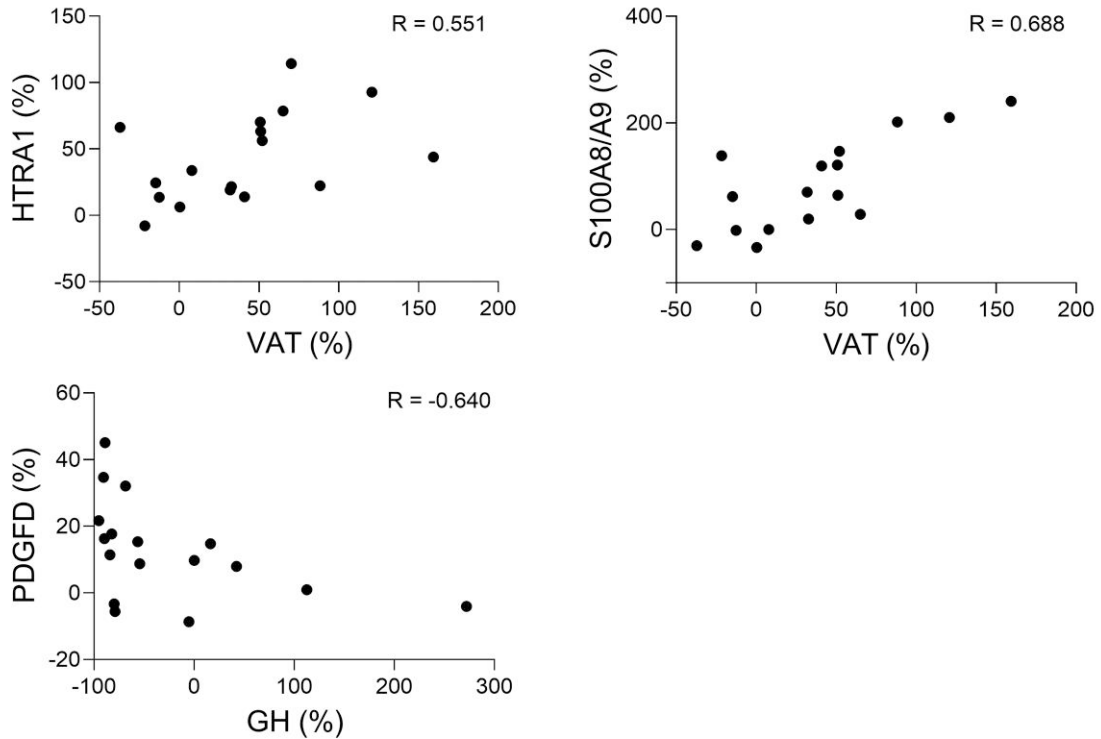 R = 0.551
HTRA1 (%)
150
100
50
0
-50
-50 0 50 100 150 200
VAT (%)
R = 0.688
S100A8/A9 (%)
400
200
0
-50 0 50 100 150 200
VAT (%)
R = -0.640
PDGFD (%)
60
40
20
0
-20
-100 0 100 200 300
GH (%)